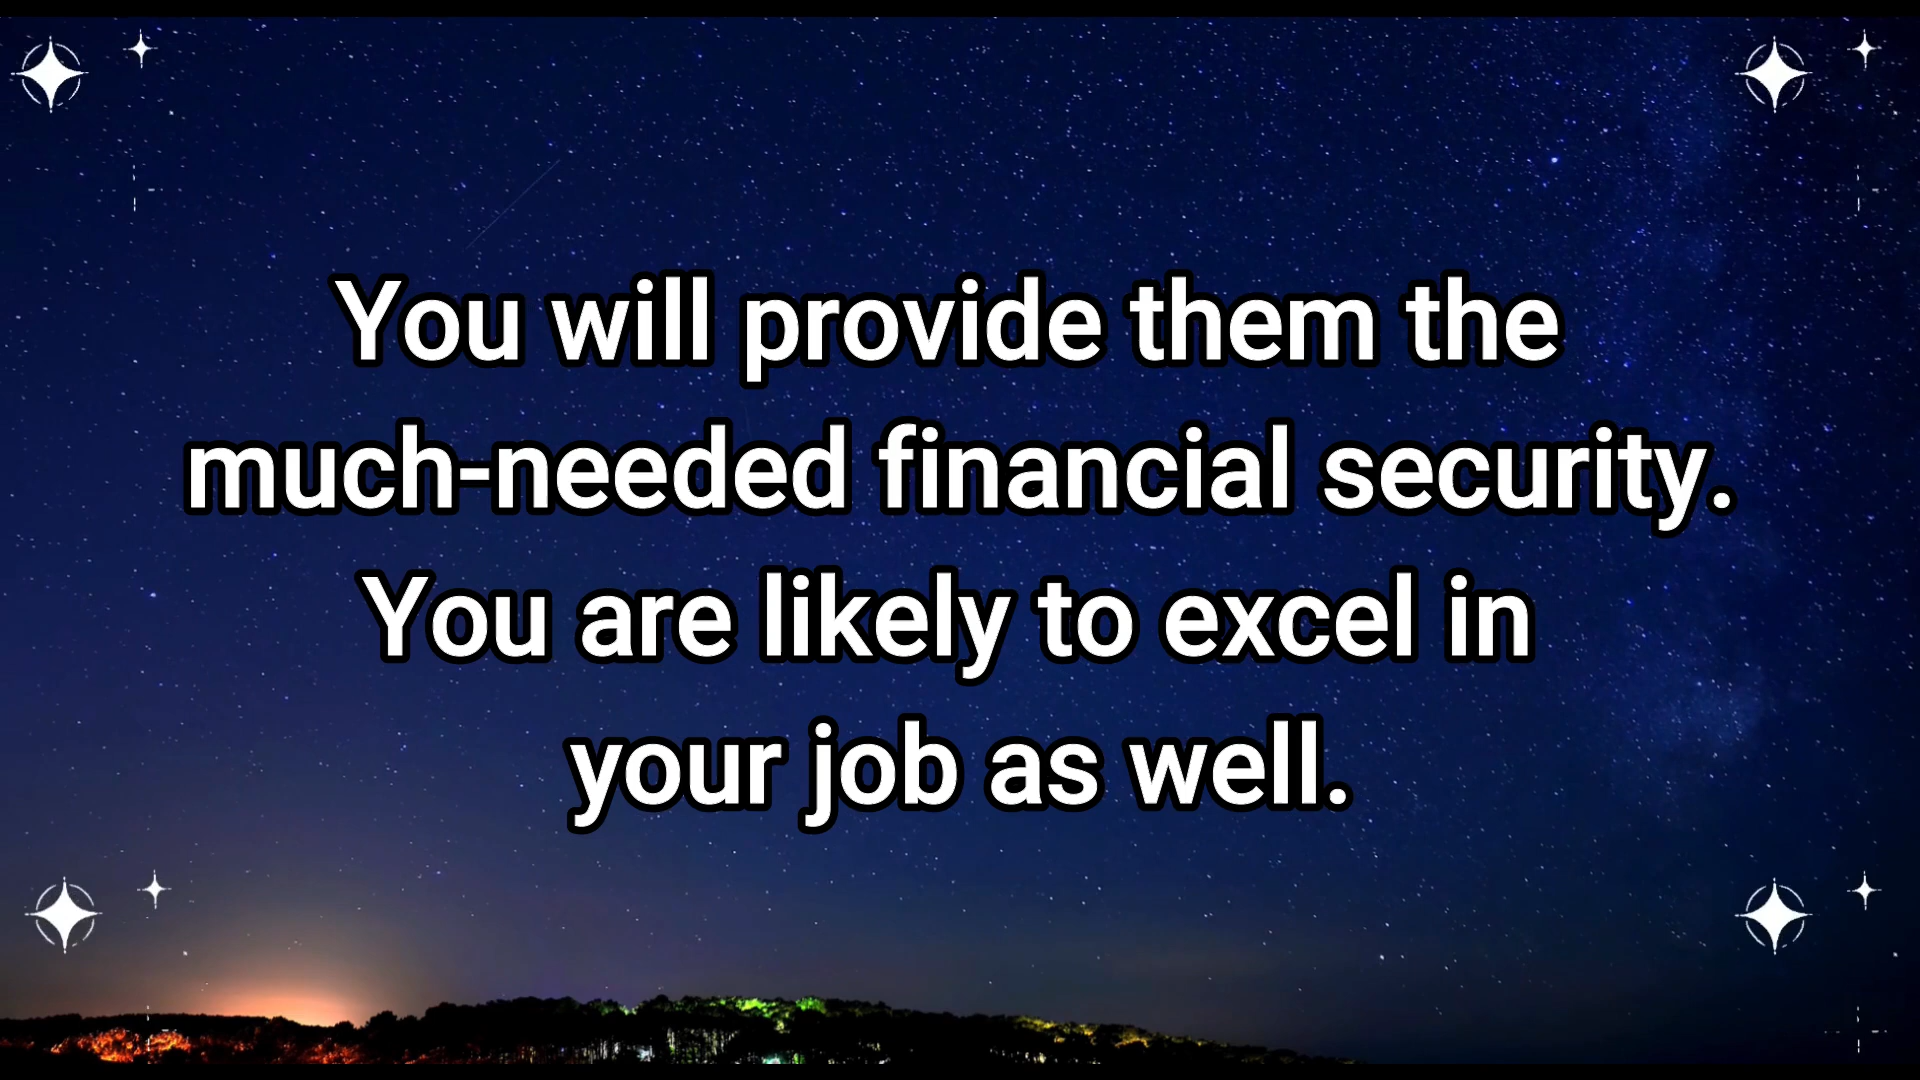 You will provide them the
much-needed financial security.
You are likely to excel in
your job as well.